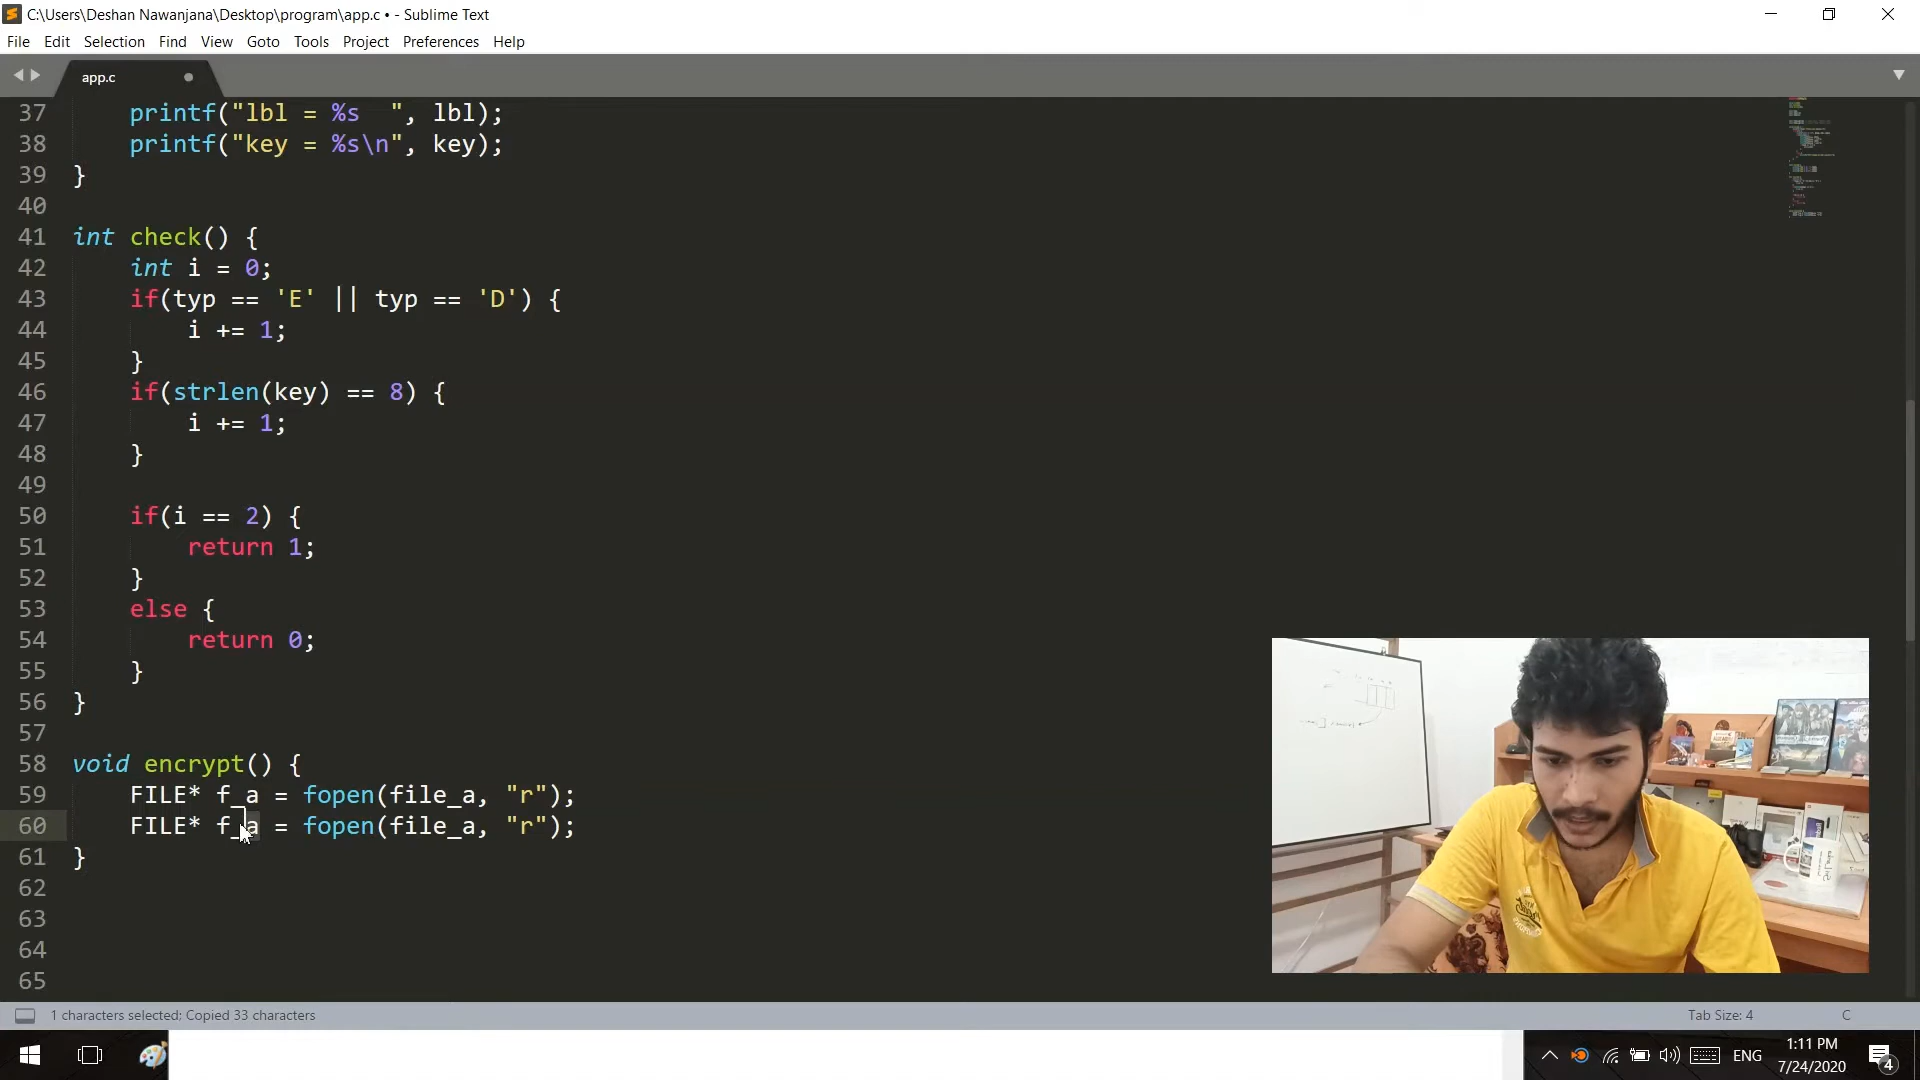 C:\Users\Deshan Nawanjana\Desktop\program\app.c • - Sublime Text
File Edit Selection Find View Goto Tools Project Preferences Help
app.c
37 printf("lbl = %s  ", lbl);
38 printf("key = %s\n", key);
39 }
40
41 int check() {
42 int i = 0;
43 if(typ == 'E' || typ == 'D') {
44 i += 1;
45 }
46 if(strlen(key) == 8) {
47 i += 1;
48 }
49
50 if(i == 2) {
51 return 1;
52 }
53 else {
54 return 0;
55 }
56 }
57
58 void encrypt() {
59 FILE* f_a = fopen(file_a, "r");
60 FILE* f_a = fopen(file_a, "r");
61 }
62
63
64
65
1 characters selected; Copied 33 characters
Tab Size: 4
C
ENG
1:11 PM
7/24/2020
4